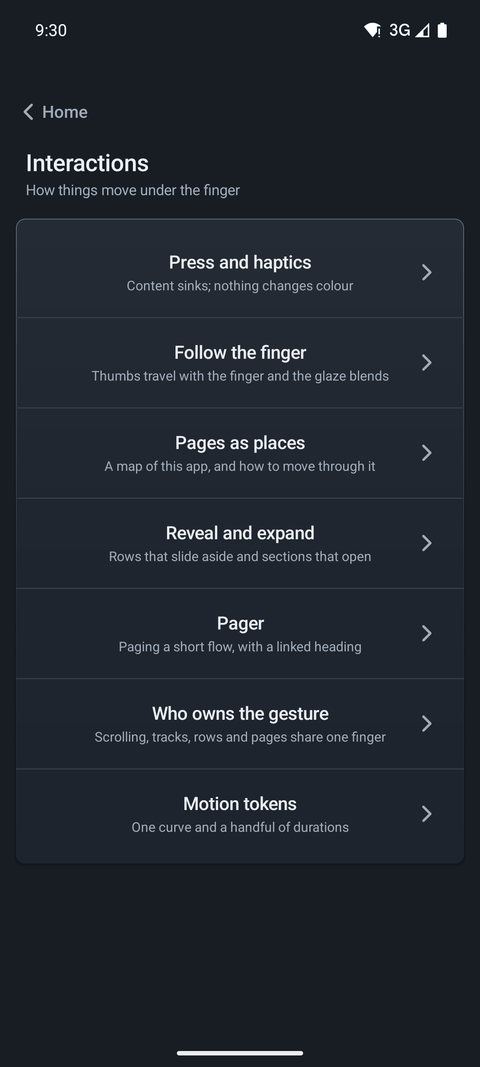 9:30
3G
Home
Interactions
How things move under the finger
Press and haptics
Content sinks; nothing changes colour
Follow the finger
Thumbs travel with the finger and the glaze blends
Pages as places
A map of this app, and how to move through it
Reveal and expand
Rows that slide aside and sections that open
Pager
Paging a short flow, with a linked heading
Who owns the gesture
Scrolling, tracks, rows and pages share one finger
Motion tokens
One curve and a handful of durations